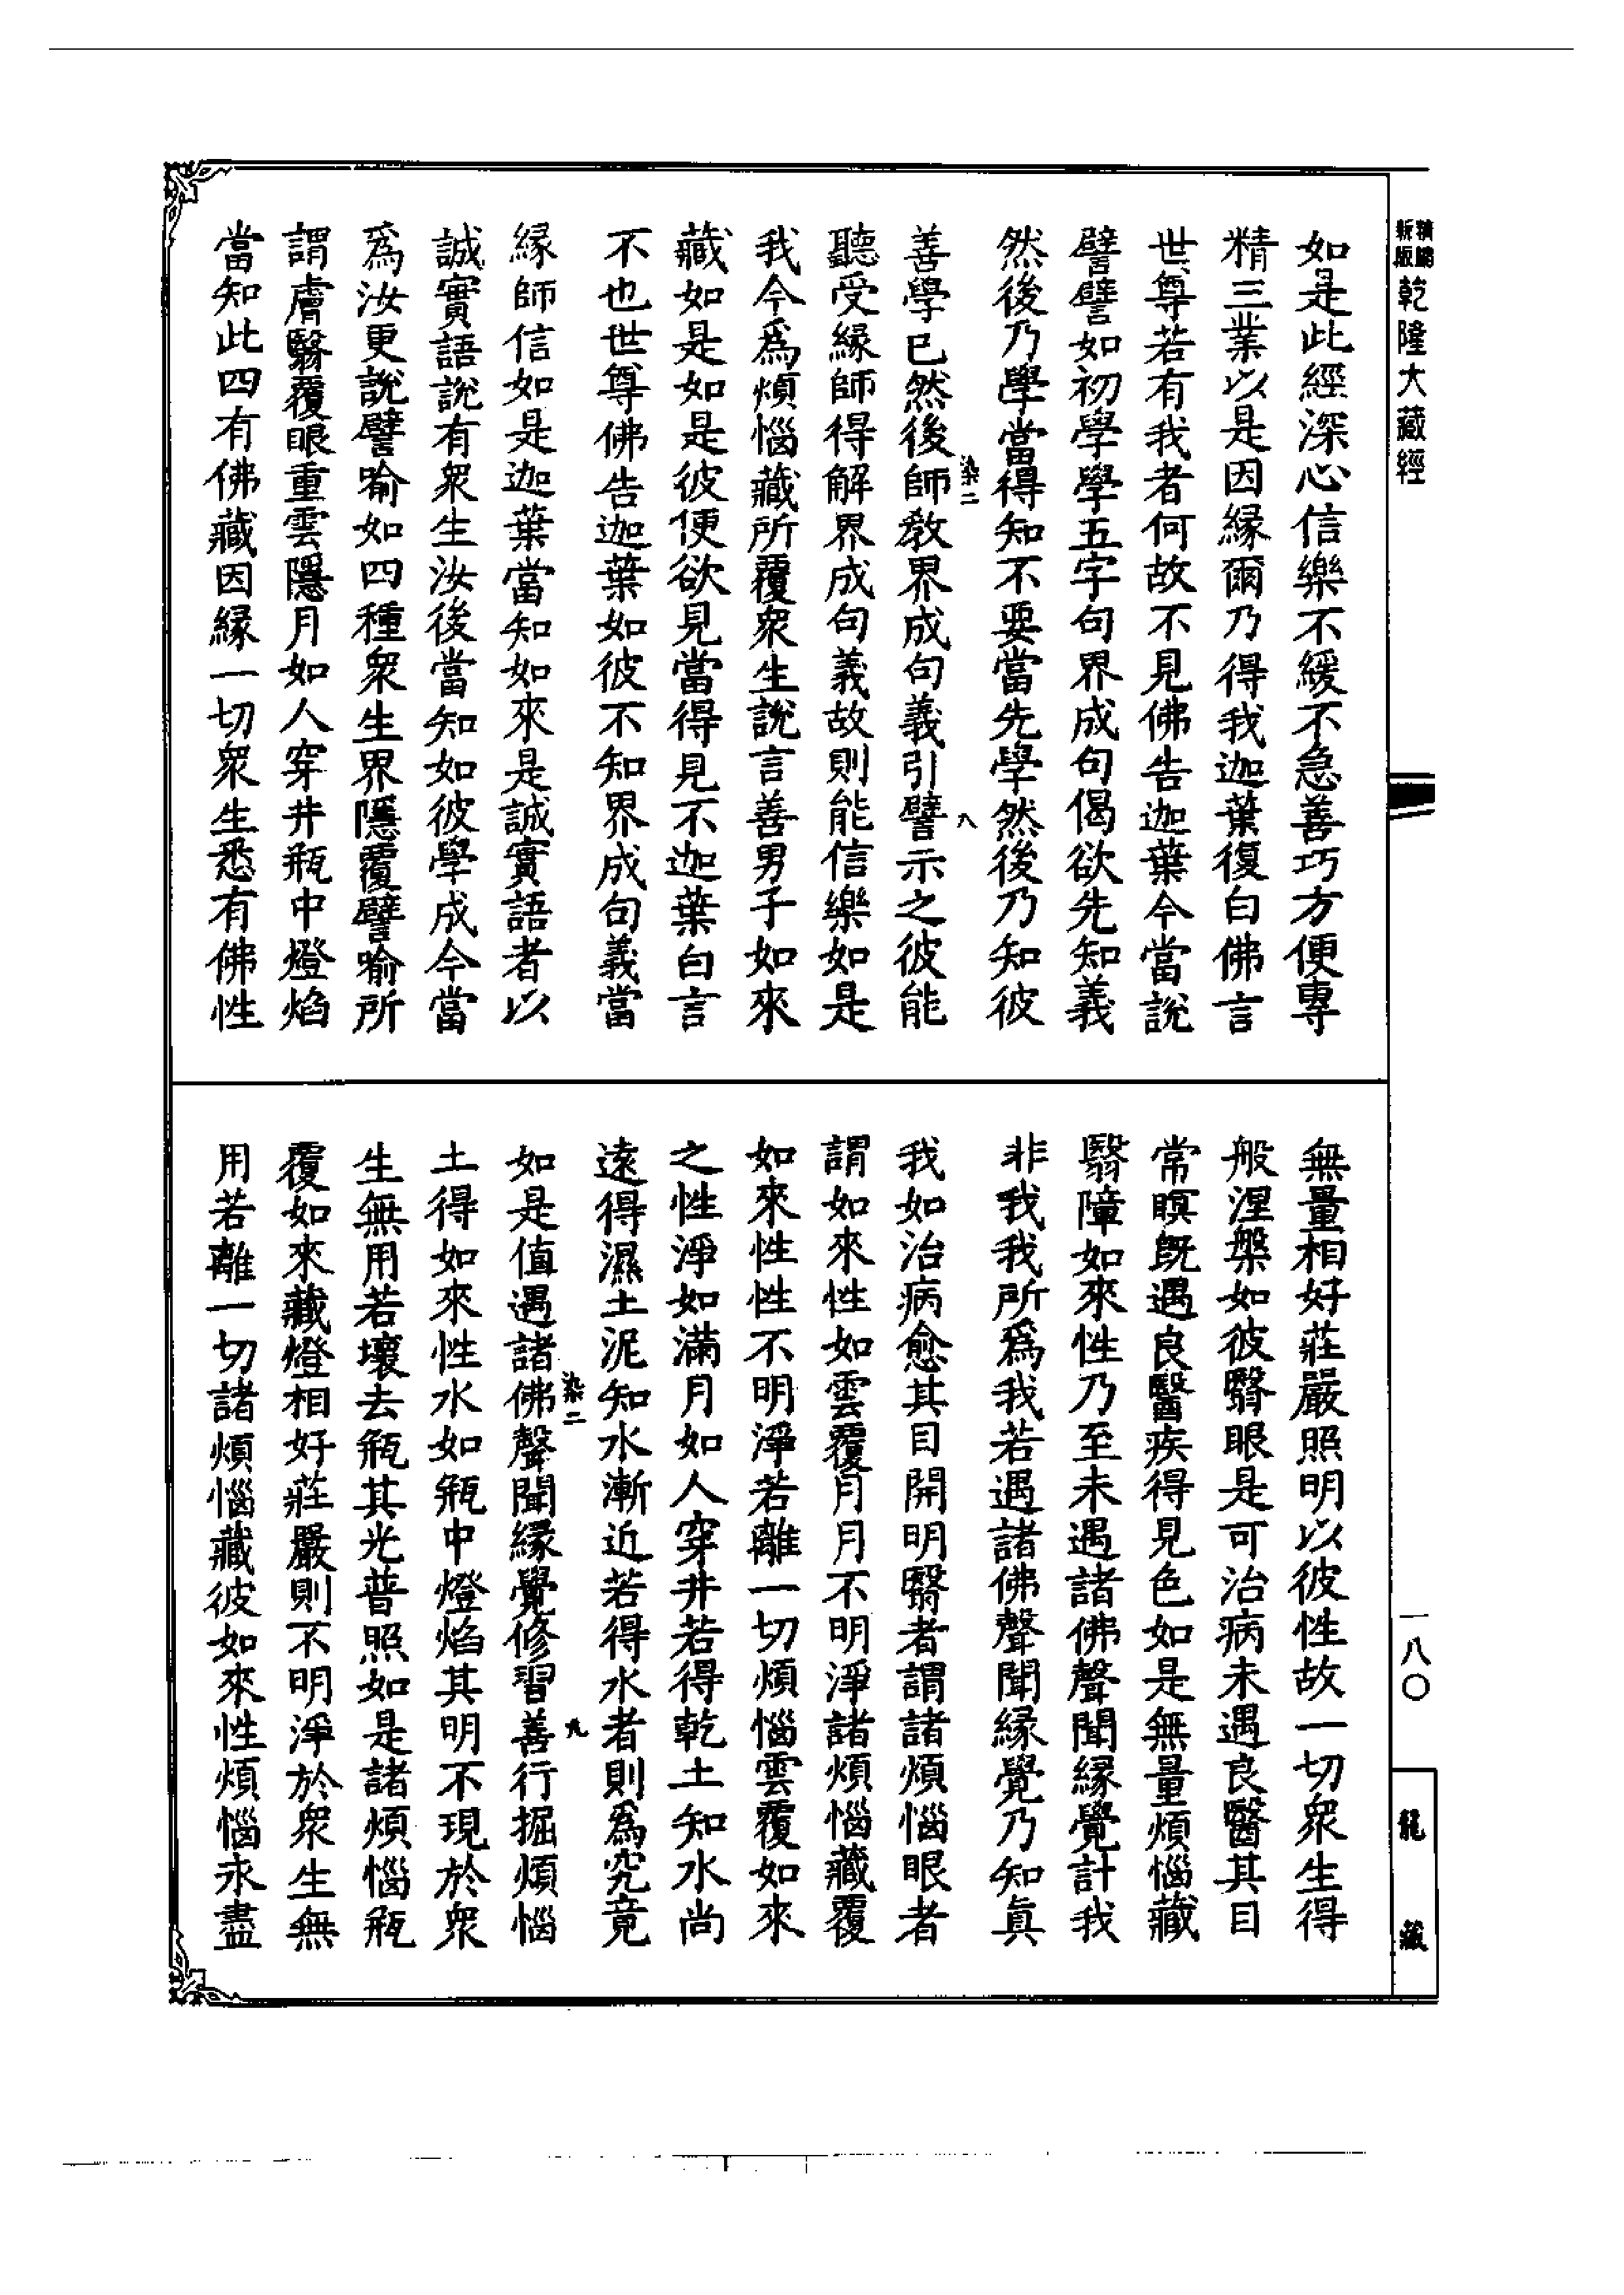 精鵰
新版
乾隆大藏經
如是此經深心信樂不緩不急善巧方便專
精三業以是因緣爾乃得我迦葉復白佛言
世尊若有我者何故不見佛告迦葉今當說
譬譬如初學學五字句界成句偈欲先知義
然後乃學當得知不要當先學然後乃知彼
染二
八
善學已然後師教界成句義引譬示之彼能
聽受緣師得解界成句義故則能信樂如是
我今爲煩惱藏所覆衆生說言善男子如來
藏如是如是彼便欲見當得見不迦葉白言
不也世尊佛告迦葉如彼不知界成句義當
緣師信如是迦葉當知如來是誠實語者以
誠實語說有衆生汝後當知如彼學成今當
爲汝更說譬喻如四種衆生界隱覆譬喻所
謂膚翳覆眼重雲隱月如人穿井瓶中燈焰
當知此四有佛藏因緣一切衆生悉有佛性
無量相好莊嚴照明以彼性故一切衆生得
般涅槃如彼翳眼是可治病未遇良醫其目
常瞑既遇良醫疾得見色如是無量煩惱藏
翳障如來性乃至未遇諸佛聲聞緣覺計我
非我我所爲我若遇諸佛聲聞緣覺乃知眞
我如治病愈其目開明翳者謂諸煩惱眼者
謂如來性如雲覆月月不明淨諸煩惱藏覆
如來性性不明淨若離一切煩惱雲覆如來
之性淨如滿月如人穿井若得乾土知水尚
遠得濕土泥知水漸近若得水者則爲究竟
染二
九
如是值遇諸佛聲聞緣覺修習善行掘煩惱
土得如來性水如瓶中燈焰其明不現於衆
生無用若壞去瓶其光普照如是諸煩惱瓶
覆如來藏燈相好莊嚴則不明淨於衆生無
用若離一切諸煩惱藏彼如來性煩惱永盡
一八〇
龍藏